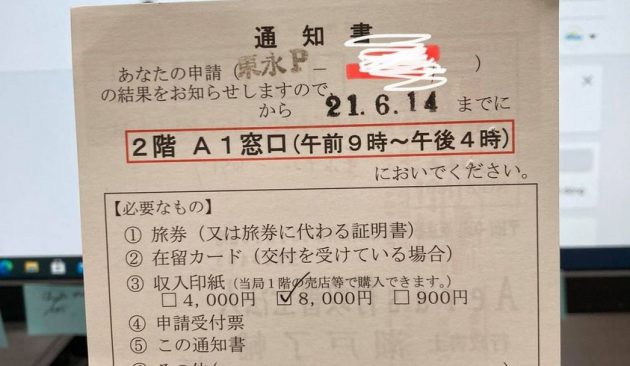 通知書
あなたの申請（東永P－ ）
の結果をお知らせしますので、
から 21.6.14 までに
2階 A1窓口(午前9時～午後4時)
においでください。
【必要なもの】
① 旅券（又は旅券に代わる証明書）
② 在留カード（交付を受けている場合）
③ 収入印紙（当局1階の売店等で購入できます。）
□4,000円 ☑8,000円 □900円
④ 申請受付票
⑤ この通知書